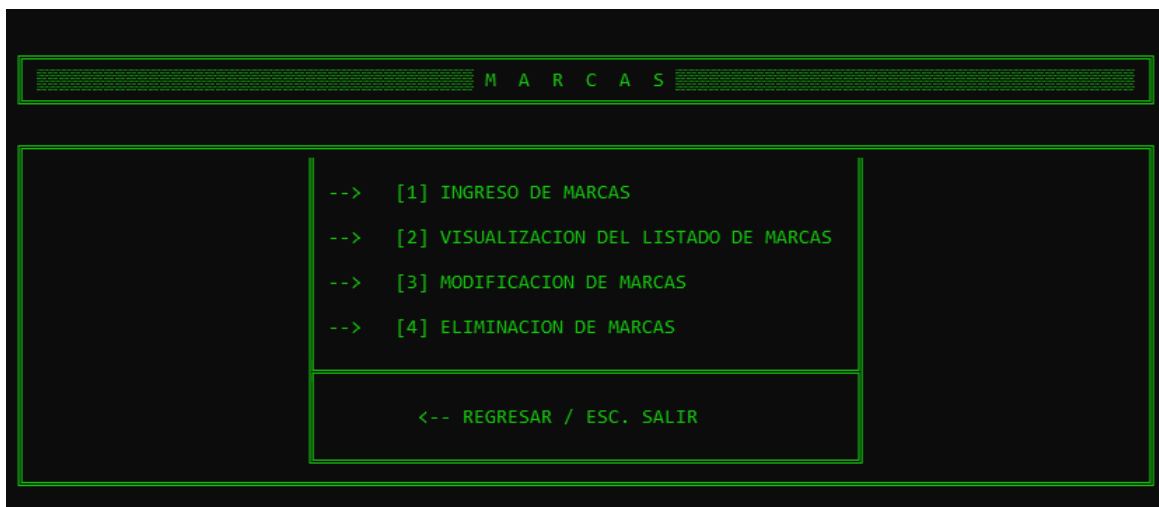 M A R C A S
--> [1] INGRESO DE MARCAS
--> [2] VISUALIZACION DEL LISTADO DE MARCAS
--> [3] MODIFICACION DE MARCAS
--> [4] ELIMINACION DE MARCAS
<-- REGRESAR / ESC. SALIR